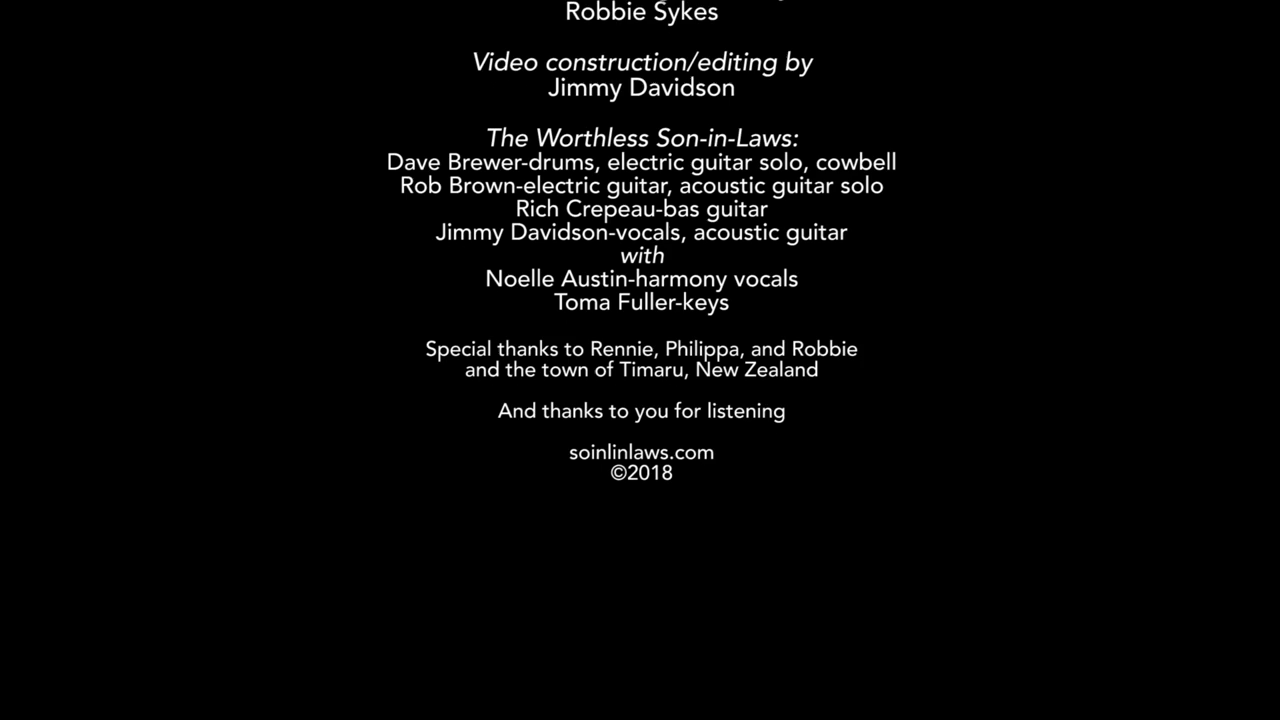 Robbie Sykes
Video construction/editing by
Jimmy Davidson
The Worthless Son-in-Laws:
Dave Brewer-drums, electric guitar solo, cowbell
Rob Brown-electric guitar, acoustic guitar solo
Rich Crepeau-bas guitar
Jimmy Davidson-vocals, acoustic guitar
with
Noelle Austin-harmony vocals
Toma Fuller-keys
Special thanks to Rennie, Philippa, and Robbie
and the town of Timaru, New Zealand
And thanks to you for listening
soinlinlaws.com
©2018